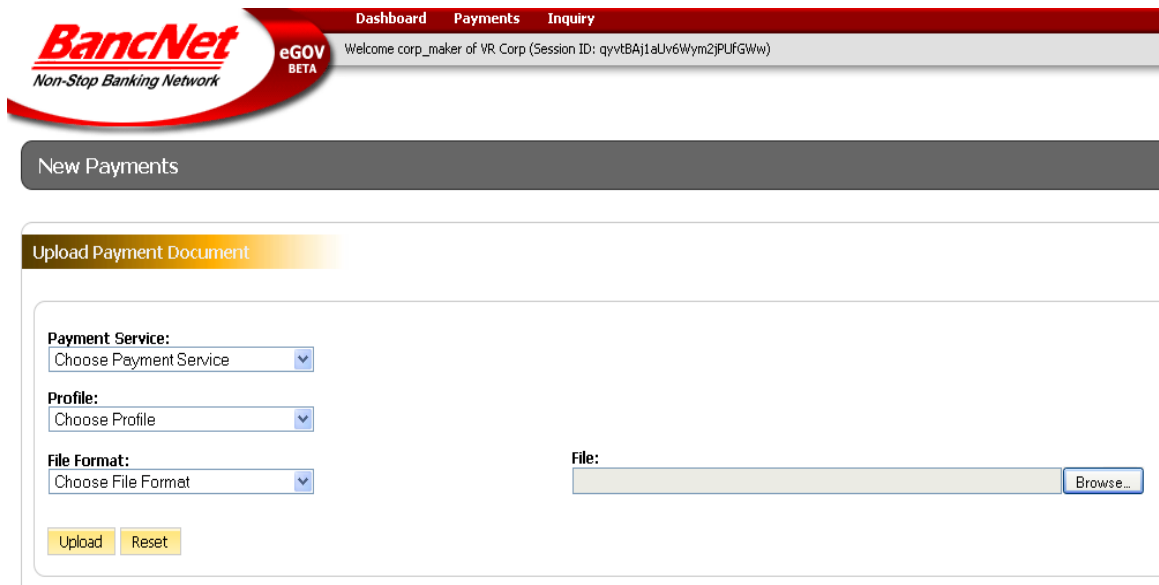 Dashboard Payments Inquiry
BancNet
eGOV
BETA
Non-Stop Banking Network
Welcome corp_maker of VR Corp (Session ID: qyvtBAj1aUv6Wym2jPUfGWw)
New Payments
Upload Payment Document
Payment Service:
Choose Payment Service
Profile:
Choose Profile
File Format:
Choose File Format
File:
Browse...
Upload Reset